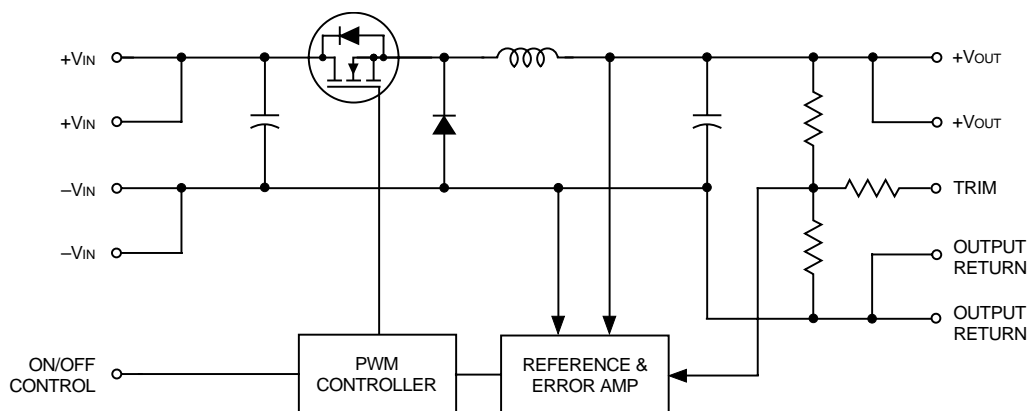 +VIN
+VIN
–VIN
–VIN
ON/OFF
CONTROL
PWM
CONTROLLER
REFERENCE &
ERROR AMP
+VOUT
+VOUT
TRIM
OUTPUT
RETURN
OUTPUT
RETURN